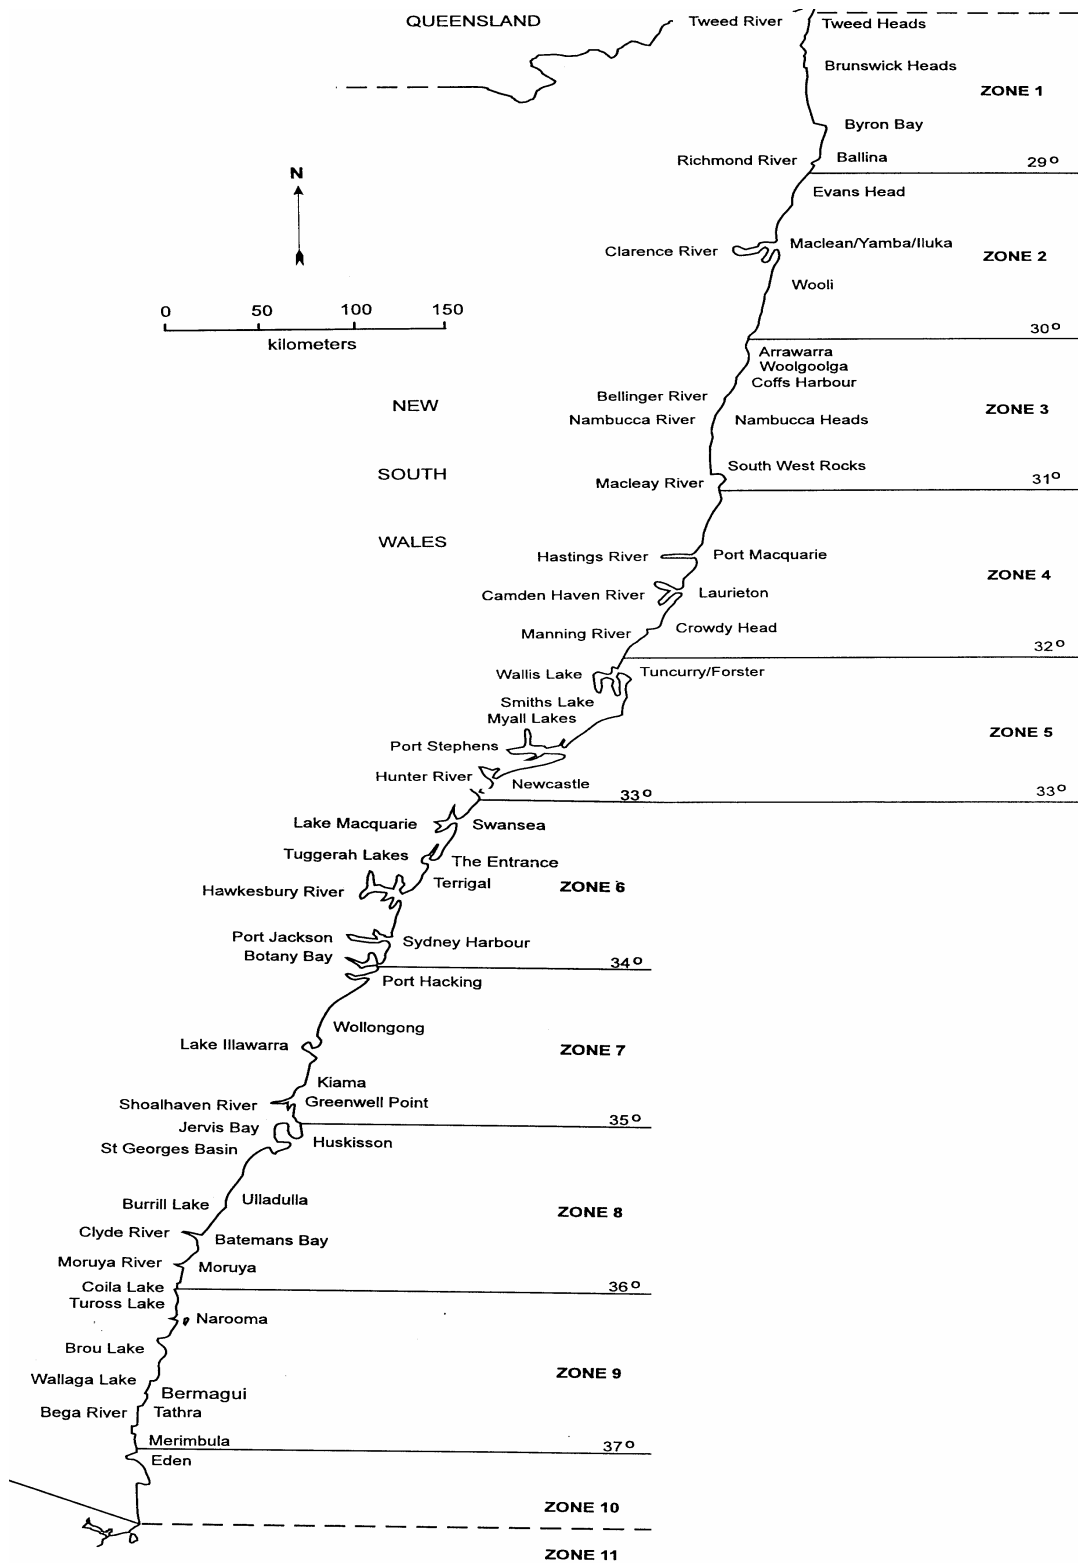 QUEENSLAND
Tweed River
Tweed Heads
Brunswick Heads
ZONE 1
Byron Bay
Richmond River
Ballina
29°
N
Evans Head
Clarence River
Maclean/Yamba/Iluka
ZONE 2
Wooli
0 50 100 150
kilometers
30°
Arrawarra
Woolgoolga
Coffs Harbour
Bellinger River
NEW
ZONE 3
Nambucca River
Nambucca Heads
SOUTH
South West Rocks
Macleay River
31°
WALES
Hastings River
Port Macquarie
ZONE 4
Camden Haven River
Laurieton
Manning River
Crowdy Head
32°
Wallis Lake
Tuncurry/Forster
Smiths Lake
Myall Lakes
ZONE 5
Port Stephens
Hunter River
Newcastle
33°
33°
Lake Macquarie
Swansea
Tuggerah Lakes
The Entrance
Terrigal
ZONE 6
Hawkesbury River
Port Jackson
Sydney Harbour
Botany Bay
34°
Port Hacking
Wollongong
Lake Illawarra
ZONE 7
Kiama
Shoalhaven River
Greenwell Point
35°
Jervis Bay
Huskisson
St Georges Basin
Burrill Lake
Ulladulla
ZONE 8
Clyde River
Batemans Bay
Moruya River
Moruya
Coila Lake
36°
Tuross Lake
Narooma
Brou Lake
ZONE 9
Wallaga Lake
Bermagui
Bega River
Tathra
Merimbula
37°
Eden
ZONE 10
ZONE 11